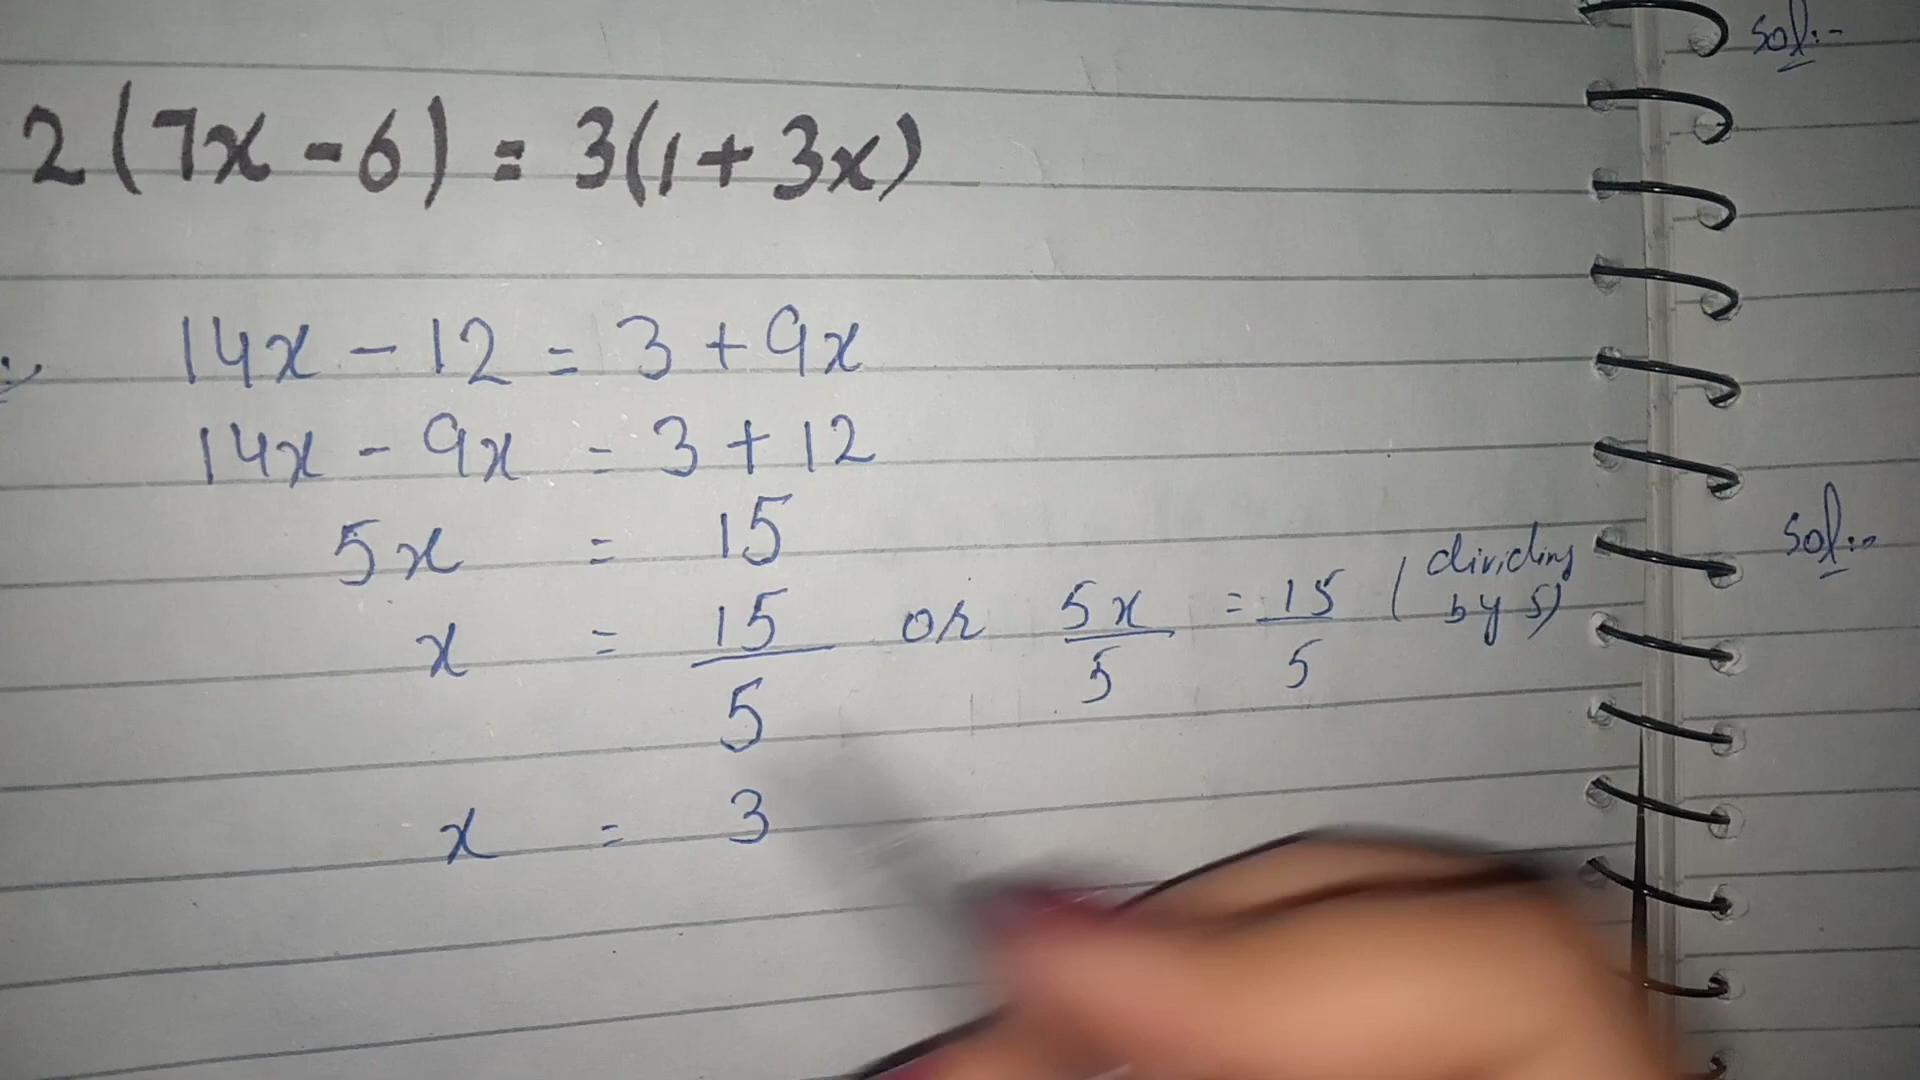 2(7x - 6) = 3(1 + 3x)
14x - 12 = 3 + 9x
14x - 9x = 3 + 12
5x = 15
x = 15/5 or 5x/5 = 15/5 (dividing by 5)
x = 3
Sol:-
Sol:-